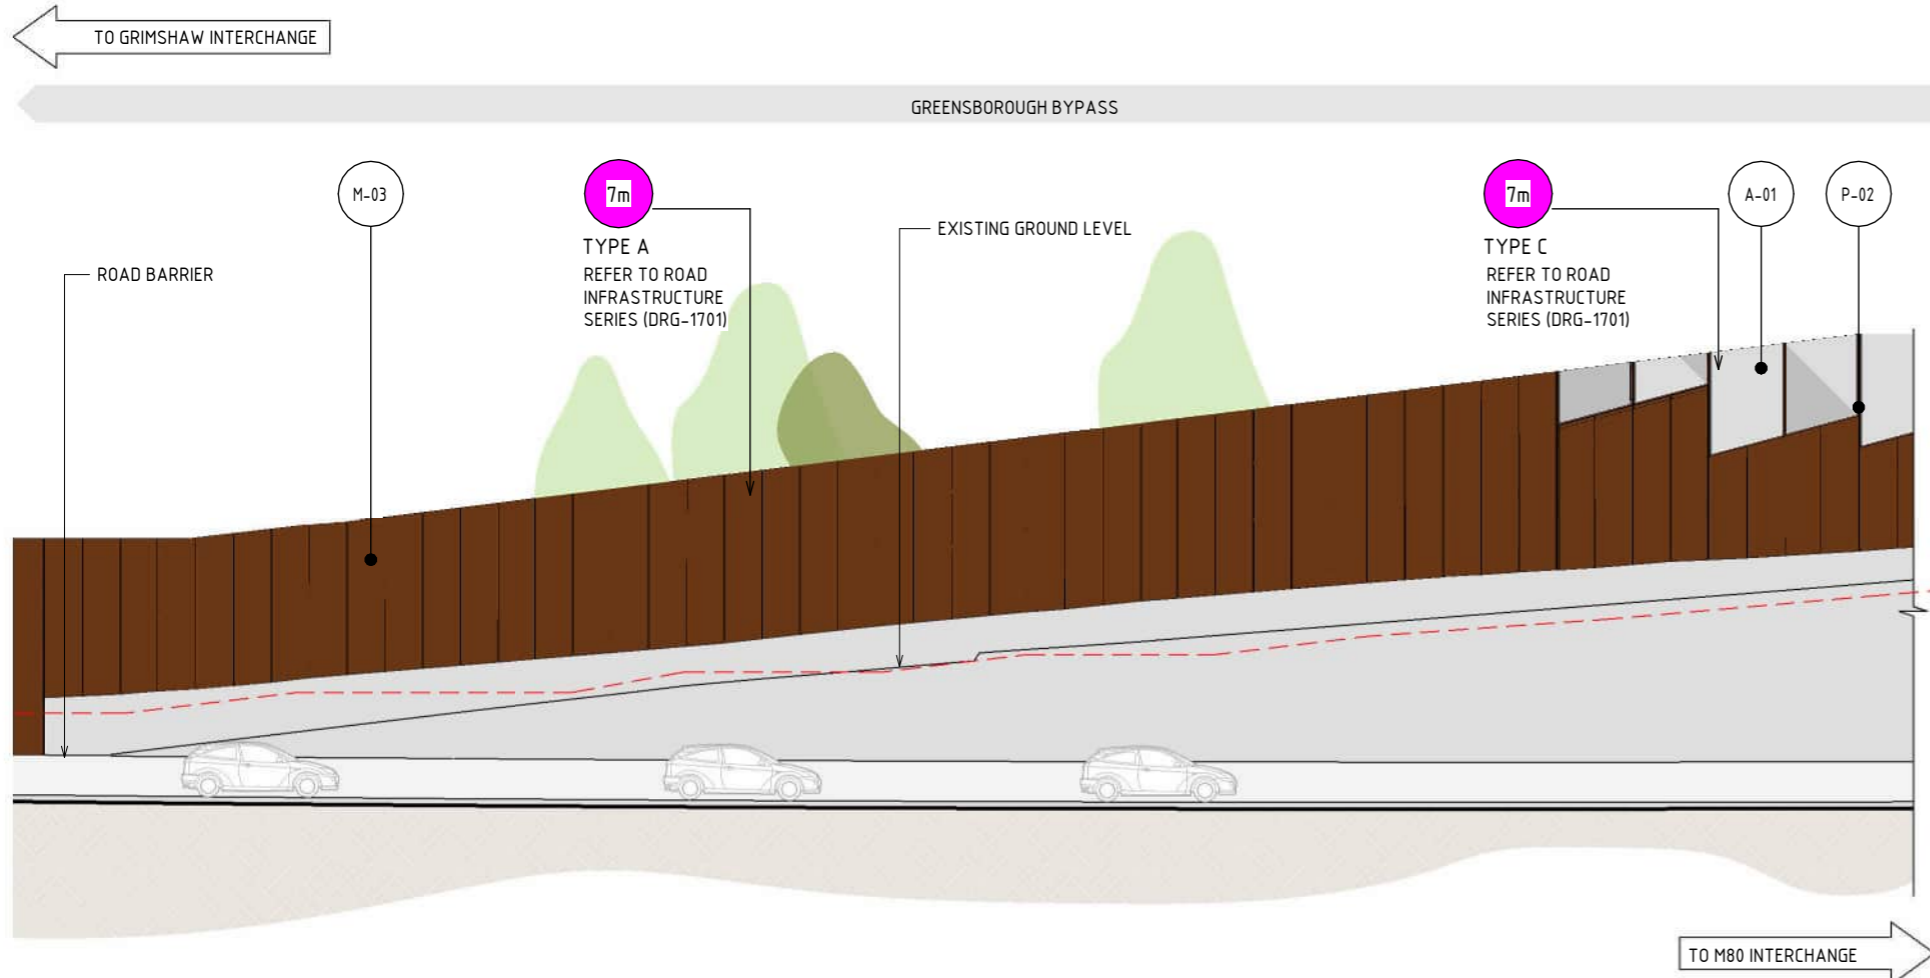 TO GRIMSHAW INTERCHANGE
GREENSBOROUGH BYPASS
M-03
7m
TYPE A
REFER TO ROAD
INFRASTRUCTURE
SERIES (DRG-1701)
EXISTING GROUND LEVEL
ROAD BARRIER
7m
TYPE C
REFER TO ROAD
INFRASTRUCTURE
SERIES (DRG-1701)
A-01
P-02
TO M80 INTERCHANGE